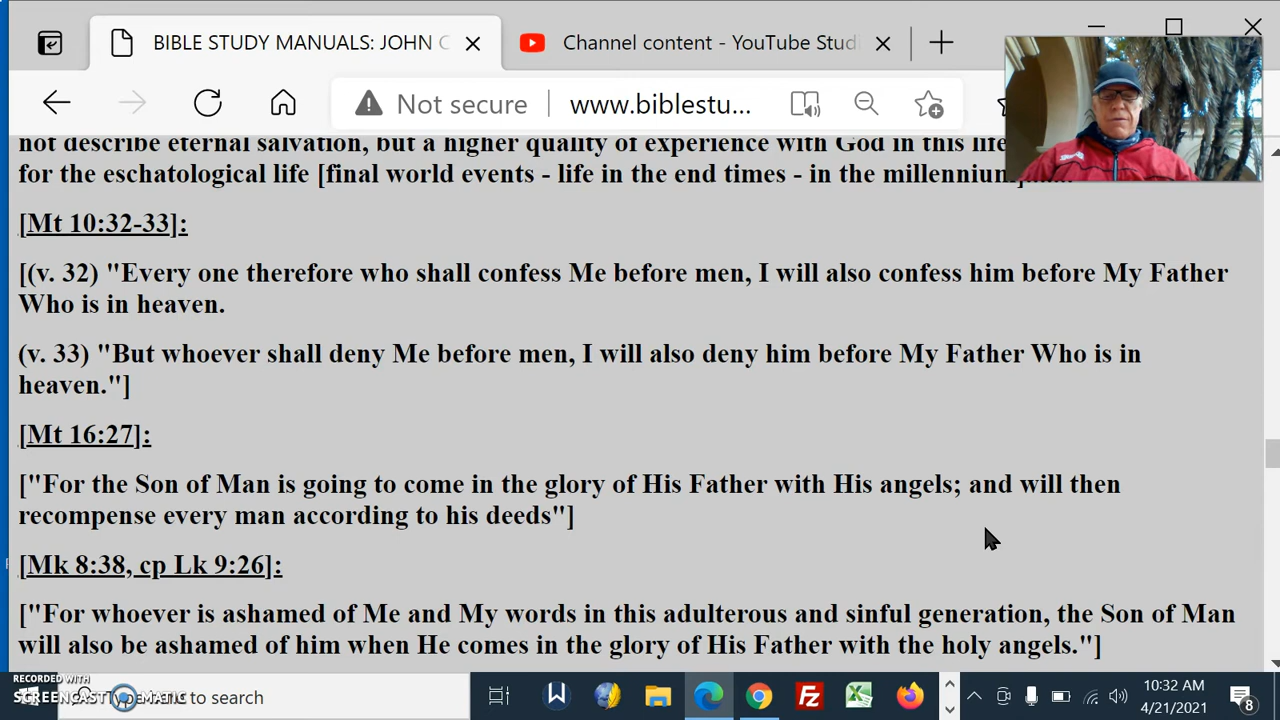 BIBLE STUDY MANUALS: JOHN C
Channel content - YouTube Stud
Not secure
www.biblestu...
not describe eternal salvation, but a higher quality of experience with God in this life
for the eschatological life [final world events - life in the end times - in the millennium]....
[Mt 10:32-33]:
[(v. 32) "Every one therefore who shall confess Me before men, I will also confess him before My Father
Who is in heaven.
(v. 33) "But whoever shall deny Me before men, I will also deny him before My Father Who is in
heaven."]
[Mt 16:27]:
["For the Son of Man is going to come in the glory of His Father with His angels; and will then
recompense every man according to his deeds"]
[Mk 8:38, cp Lk 9:26]:
["For whoever is ashamed of Me and My words in this adulterous and sinful generation, the Son of Man
will also be ashamed of him when He comes in the glory of His Father with the holy angels."]
RECORDED WITH
SCREENCAST MATIC
to search
10:32 AM
4/21/2021
8